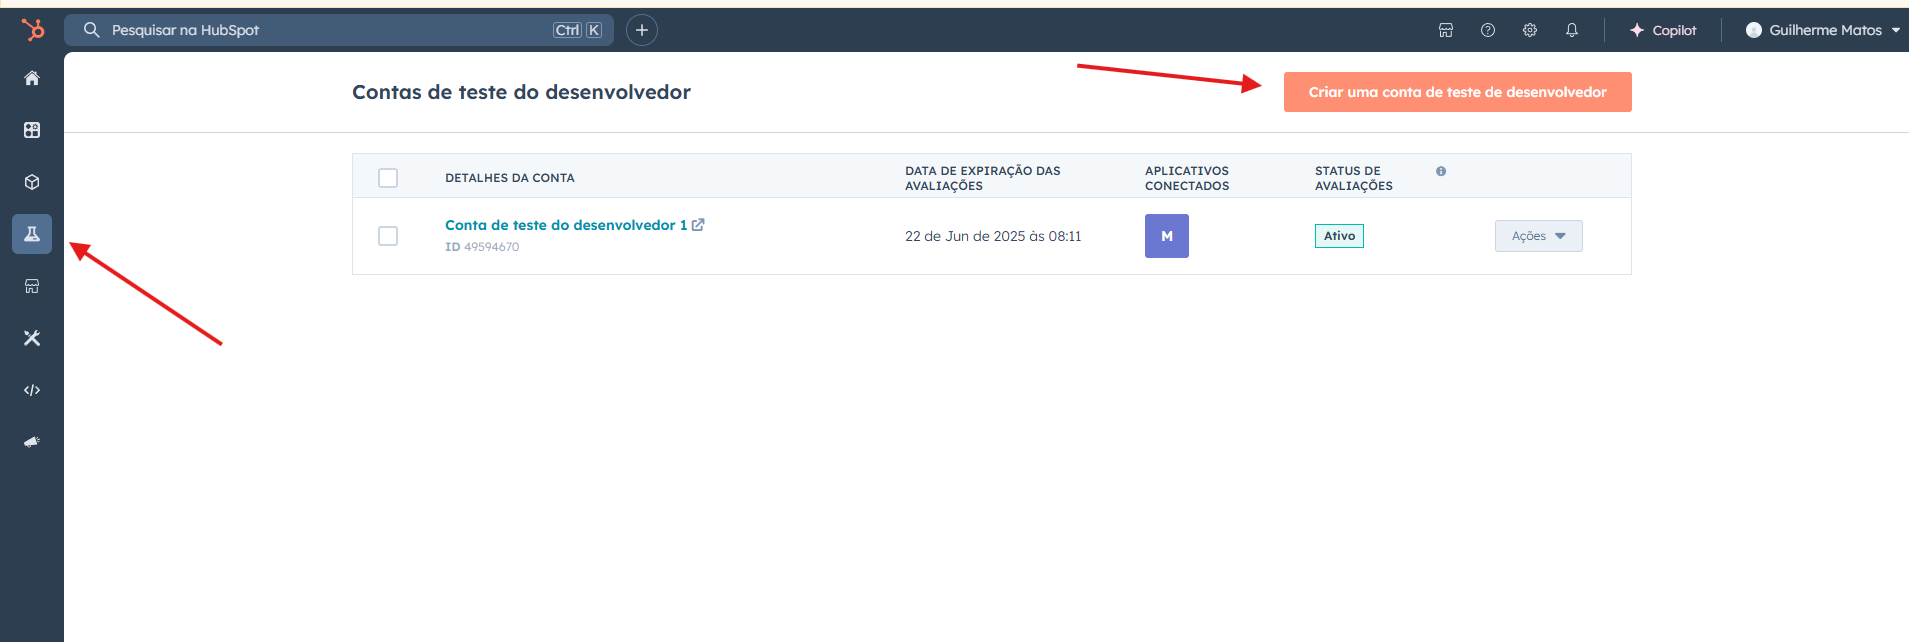 Pesquisar na HubSpot
Ctrl K
Copilot
Guilherme Matos
Contas de teste do desenvolvedor
Criar uma conta de teste de desenvolvedor
DETALHES DA CONTA
DATA DE EXPIRAÇÃO DAS
AVALIAÇÕES
APLICATIVOS
CONECTADOS
STATUS DE
AVALIAÇÕES
Conta de teste do desenvolvedor 1
ID 49594670
22 de Jun de 2025 às 08:11
M
Ativo
Ações